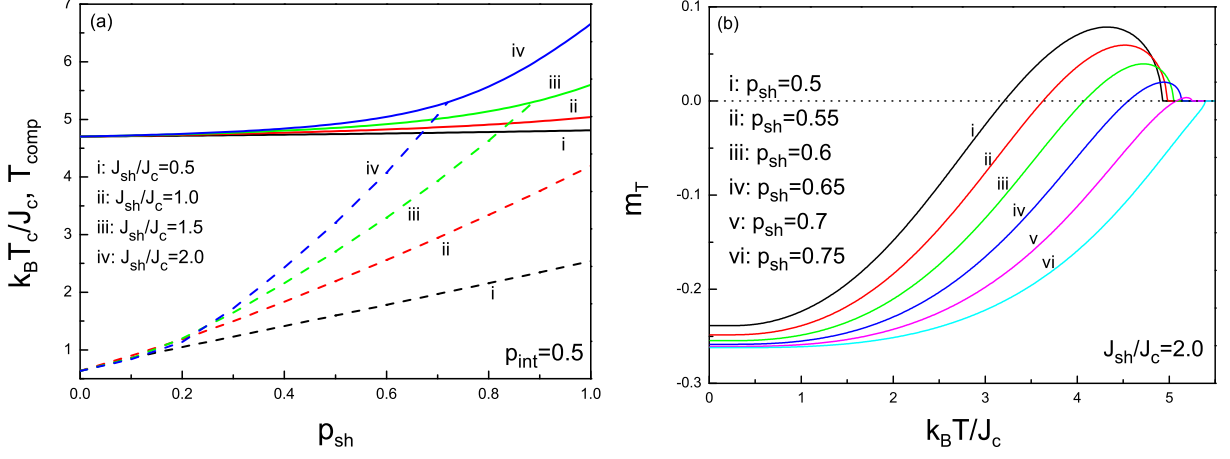 (a)
k_B T_c/J_c, T_comp
7
6
5
4
3
2
1
0.0 0.2 0.4 0.6 0.8 1.0
p_sh
iv
iii
ii
i
iv
iii
ii
i
i: J_sh/J_c=0.5
ii: J_sh/J_c=1.0
iii: J_sh/J_c=1.5
iv: J_sh/J_c=2.0
p_int=0.5
(b)
m_T
0.1
0.0
-0.1
-0.2
-0.3
0 1 2 3 4 5
k_B T/J_c
i
ii
iii
iv
v
vi
i: p_sh=0.5
ii: p_sh=0.55
iii: p_sh=0.6
iv: p_sh=0.65
v: p_sh=0.7
vi: p_sh=0.75
J_sh/J_c=2.0